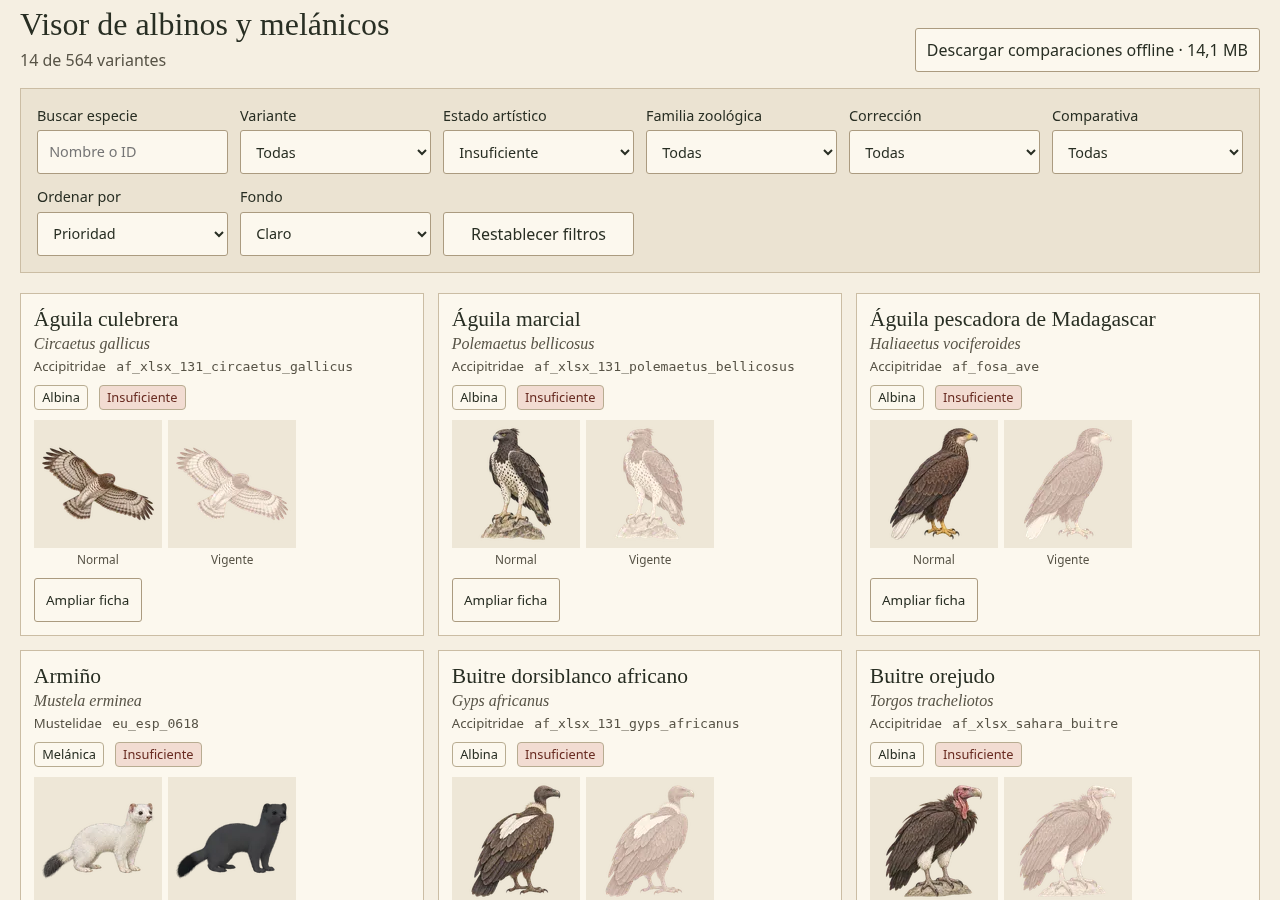 Visor de albinos y melánicos
14 de 564 variantes
Descargar comparaciones offline · 14,1 MB
Buscar especie
Variante
Estado artístico
Familia zoológica
Corrección
Comparativa
Nombre o ID
Todas
Insuficiente
Todas
Todas
Todas
Ordenar por
Fondo
Prioridad
Claro
Restablecer filtros
Águila culebrera
Circaetus gallicus
Accipitridae af_xlsx_131_circaetus_gallicus
Albina Insuficiente
Normal Vigente
Ampliar ficha
Águila marcial
Polemaetus bellicosus
Accipitridae af_xlsx_131_polemaetus_bellicosus
Albina Insuficiente
Normal Vigente
Ampliar ficha
Águila pescadora de Madagascar
Haliaeetus vociferoides
Accipitridae af_fosa_ave
Albina Insuficiente
Normal Vigente
Ampliar ficha
Armiño
Mustela erminea
Mustelidae eu_esp_0618
Melánica Insuficiente
Buitre dorsiblanco africano
Gyps africanus
Accipitridae af_xlsx_131_gyps_africanus
Albina Insuficiente
Buitre orejudo
Torgos tracheliotos
Accipitridae af_xlsx_sahara_buitre
Albina Insuficiente